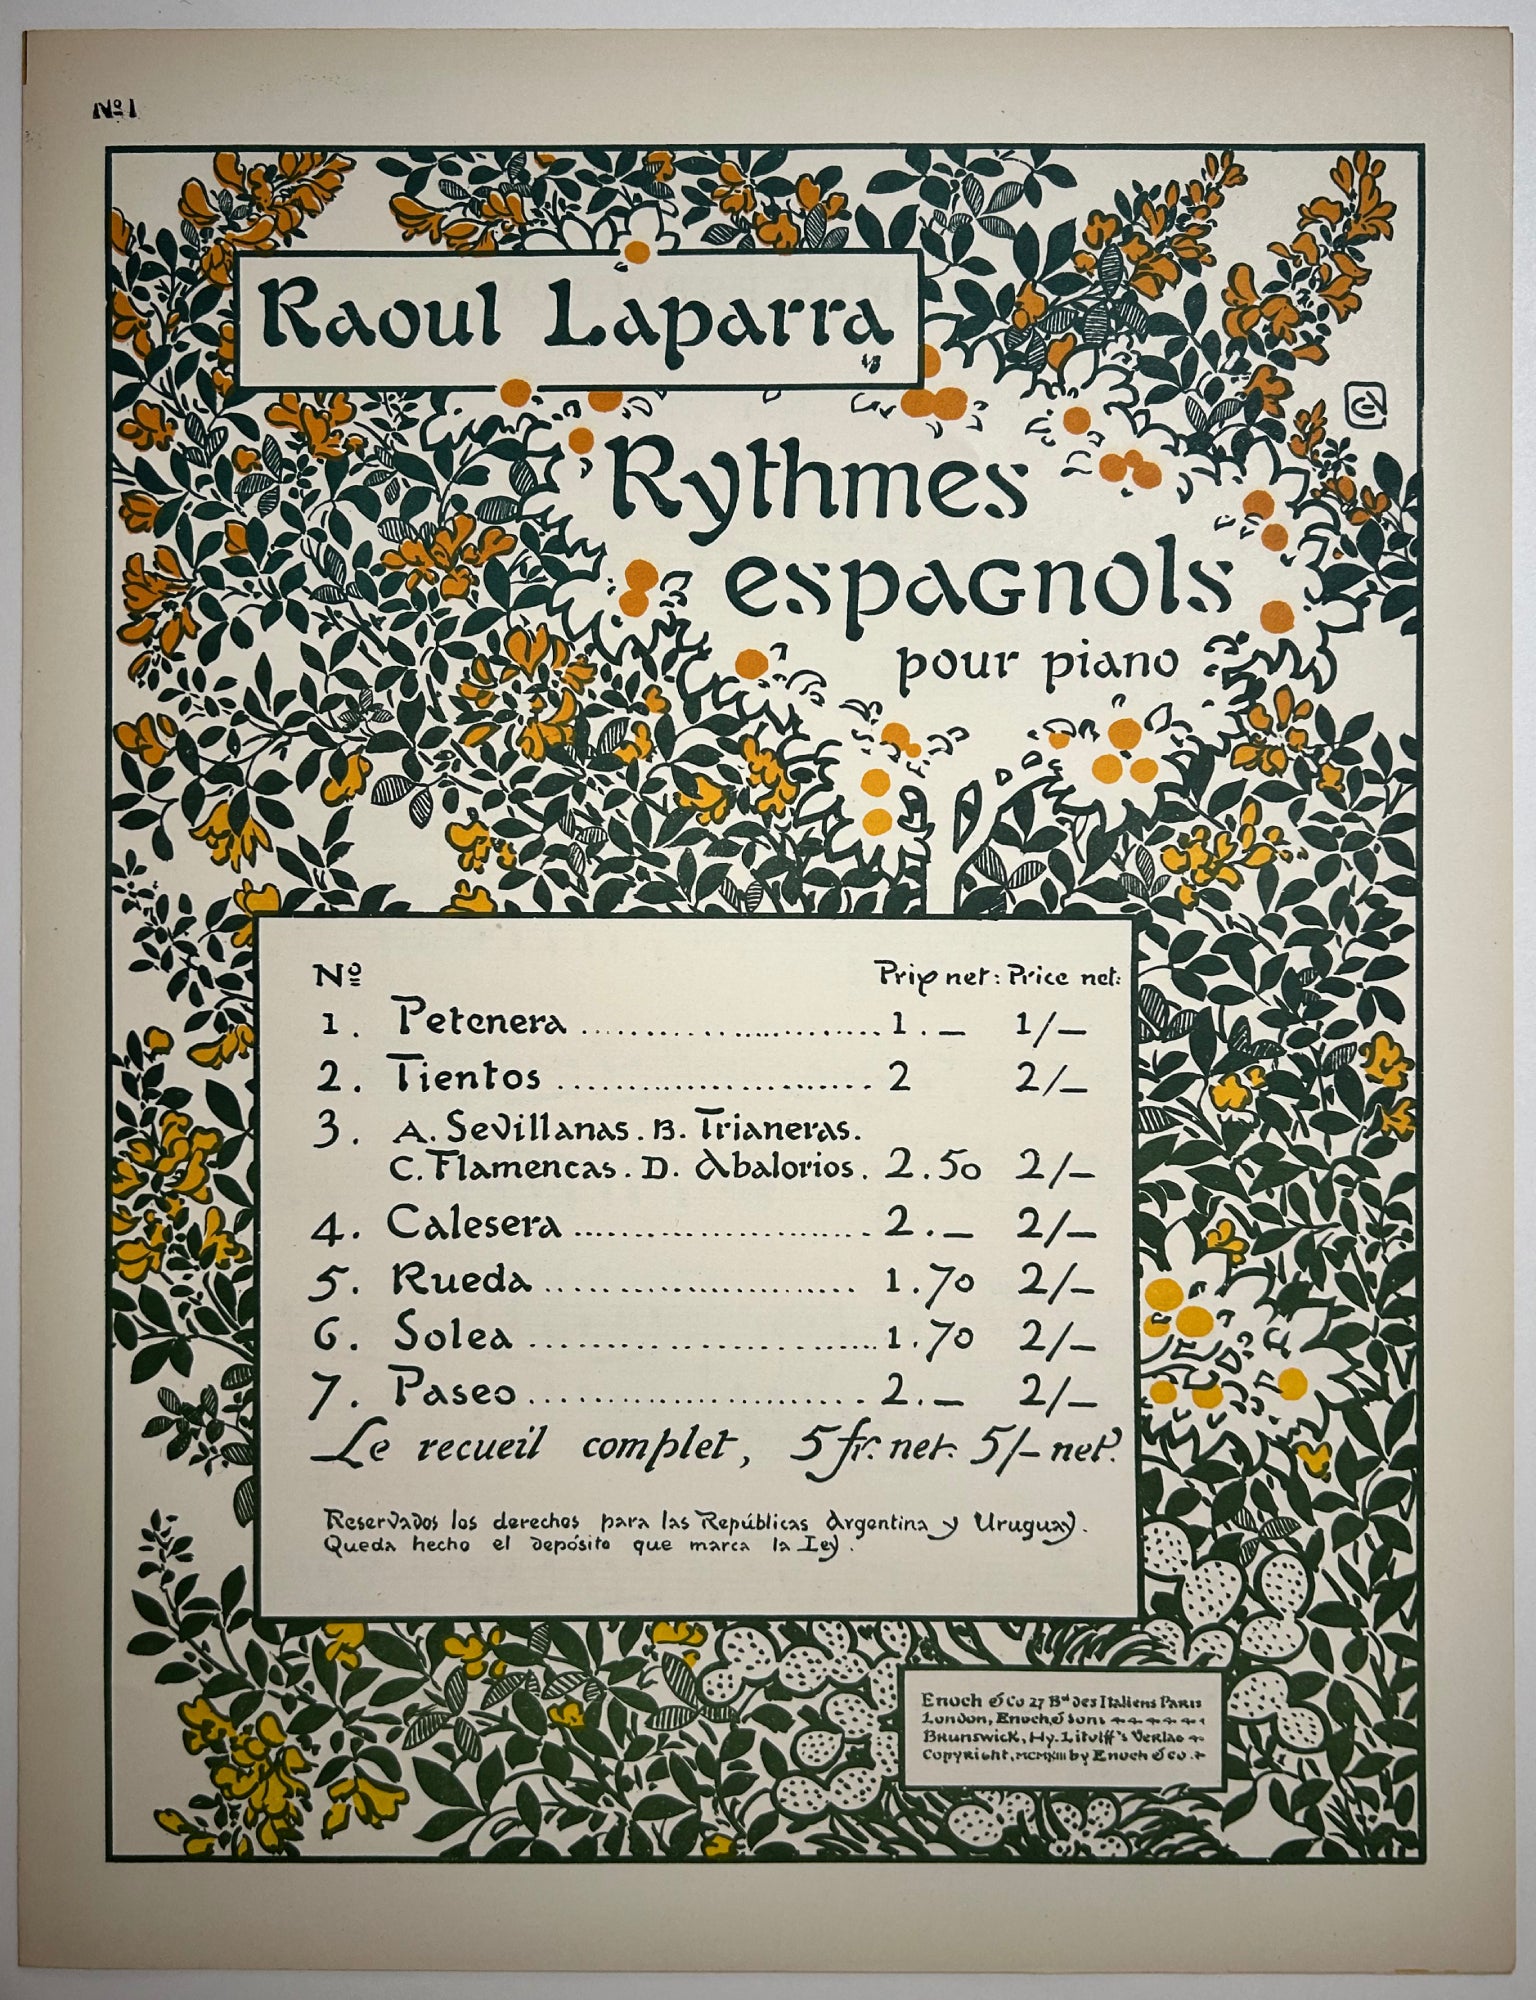 Nº 1
Raoul Laparra
Rythmes
espagnols
pour piano
Nº Prix net: Price net:
1. Petenera ........................ 1.— 1/—
2. Tientos ........................ 2 2/—
3. A. Sevillanas. B. Trianeras.
C. Flamencas. D. Abalorios. 2.50 2/—
4. Calesera ........................ 2.— 2/—
5. Rueda ........................ 1.70 2/—
6. Solea ........................ 1.70 2/—
7. Paseo ........................ 2.— 2/—
Le recueil complet, 5 fr. net. 5/— net.
Reservados los derechos para las Repúblicas Argentina y Uruguay.
Queda hecho el depósito que marca la Ley.
Enoch & Co 27 Bd des Italiens Paris
London, Enoch & Sons
Brunswick, Hy. Litolff's Verlag
Copyright, MCMXIII by Enoch & Co.